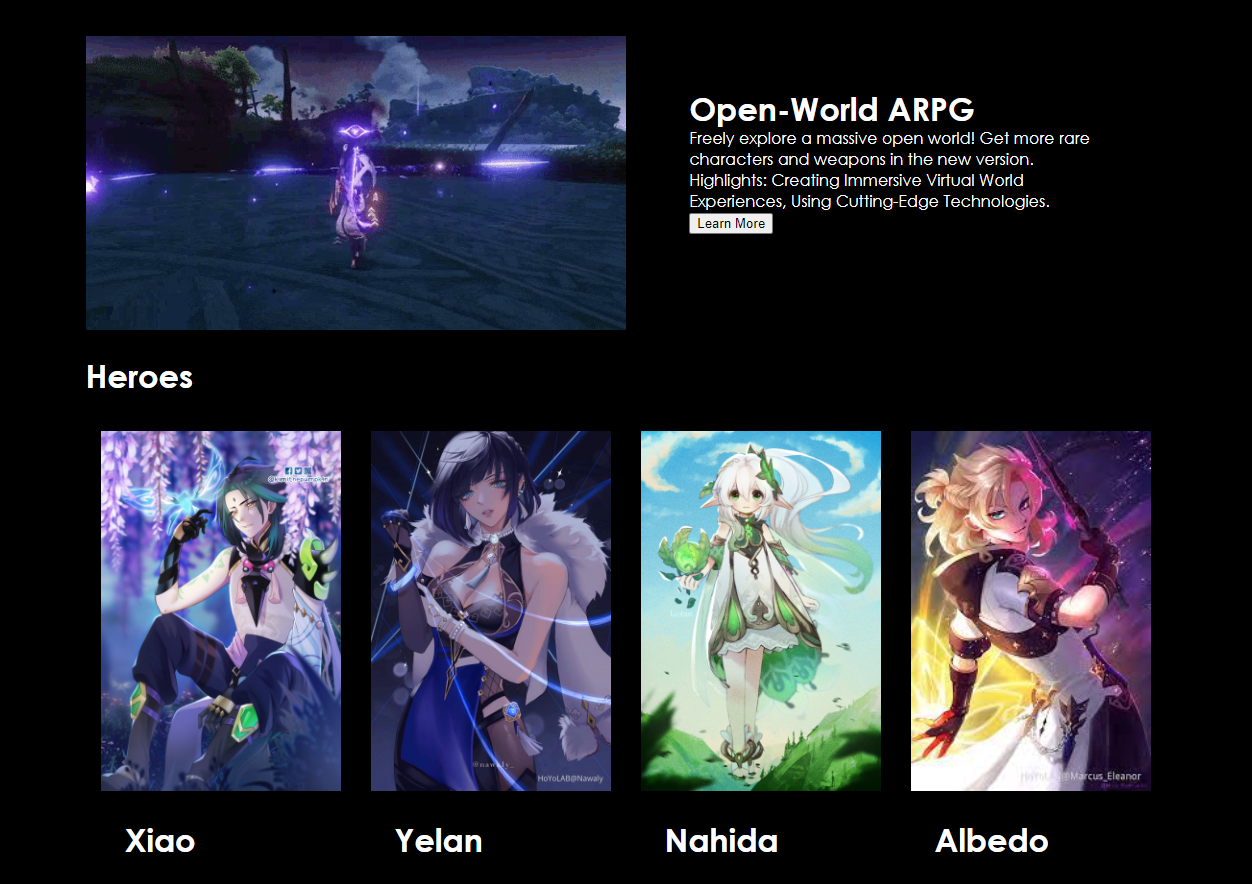 Open-World ARPG
Freely explore a massive open world! Get more rare
characters and weapons in the new version.
Highlights: Creating Immersive Virtual World
Experiences, Using Cutting-Edge Technologies.
Learn More
Heroes
@nawaly_
HoYoLAB@Nawaly
HoYoLAB@Marcus_Eleanor
Xiao
Yelan
Nahida
Albedo